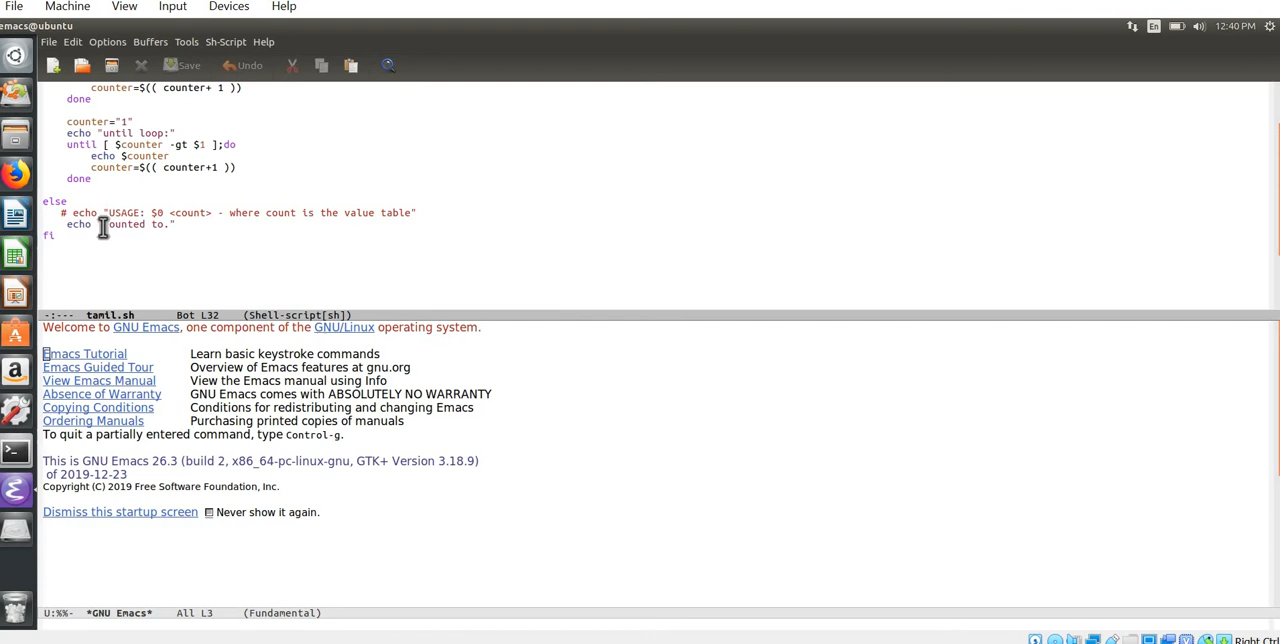 File Machine View Input Devices Help
emacs@ubuntu En 12:40 PM
File Edit Options Buffers Tools Sh-Script Help
Save Undo
counter=$(( counter+ 1 ))
done
counter="1"
echo "until loop:"
until [ $counter -gt $1 ];do
echo $counter
counter=$(( counter+1 ))
done
else
# echo "USAGE: $0 <count> - where count is the value table"
echo ounted to."
fi
-:--- tamil.sh Bot L32 (Shell-script[sh])
Welcome to GNU Emacs, one component of the GNU/Linux operating system.
Emacs Tutorial Learn basic keystroke commands
Emacs Guided Tour Overview of Emacs features at gnu.org
View Emacs Manual View the Emacs manual using Info
Absence of Warranty GNU Emacs comes with ABSOLUTELY NO WARRANTY
Copying Conditions Conditions for redistributing and changing Emacs
Ordering Manuals Purchasing printed copies of manuals
To quit a partially entered command, type Control-g.
This is GNU Emacs 26.3 (build 2, x86_64-pc-linux-gnu, GTK+ Version 3.18.9)
of 2019-12-23
Copyright (C) 2019 Free Software Foundation, Inc.
Dismiss this startup screen Never show it again.
U:%%- *GNU Emacs* All L3 (Fundamental)
Right Ctrl